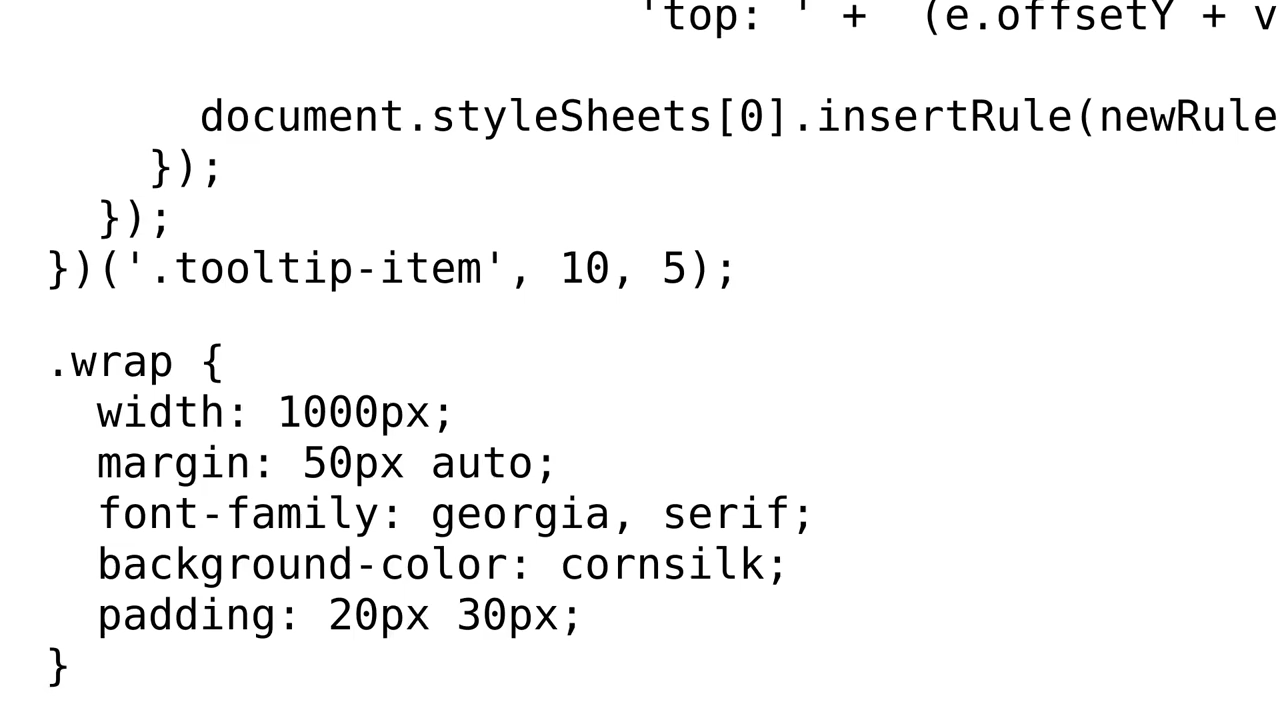 'top: ' +  (e.offsetY + v
document.styleSheets[0].insertRule(newRule
});
});
})('.tooltip-item', 10, 5);
.wrap {
width: 1000px;
margin: 50px auto;
font-family: georgia, serif;
background-color: cornsilk;
padding: 20px 30px;
}